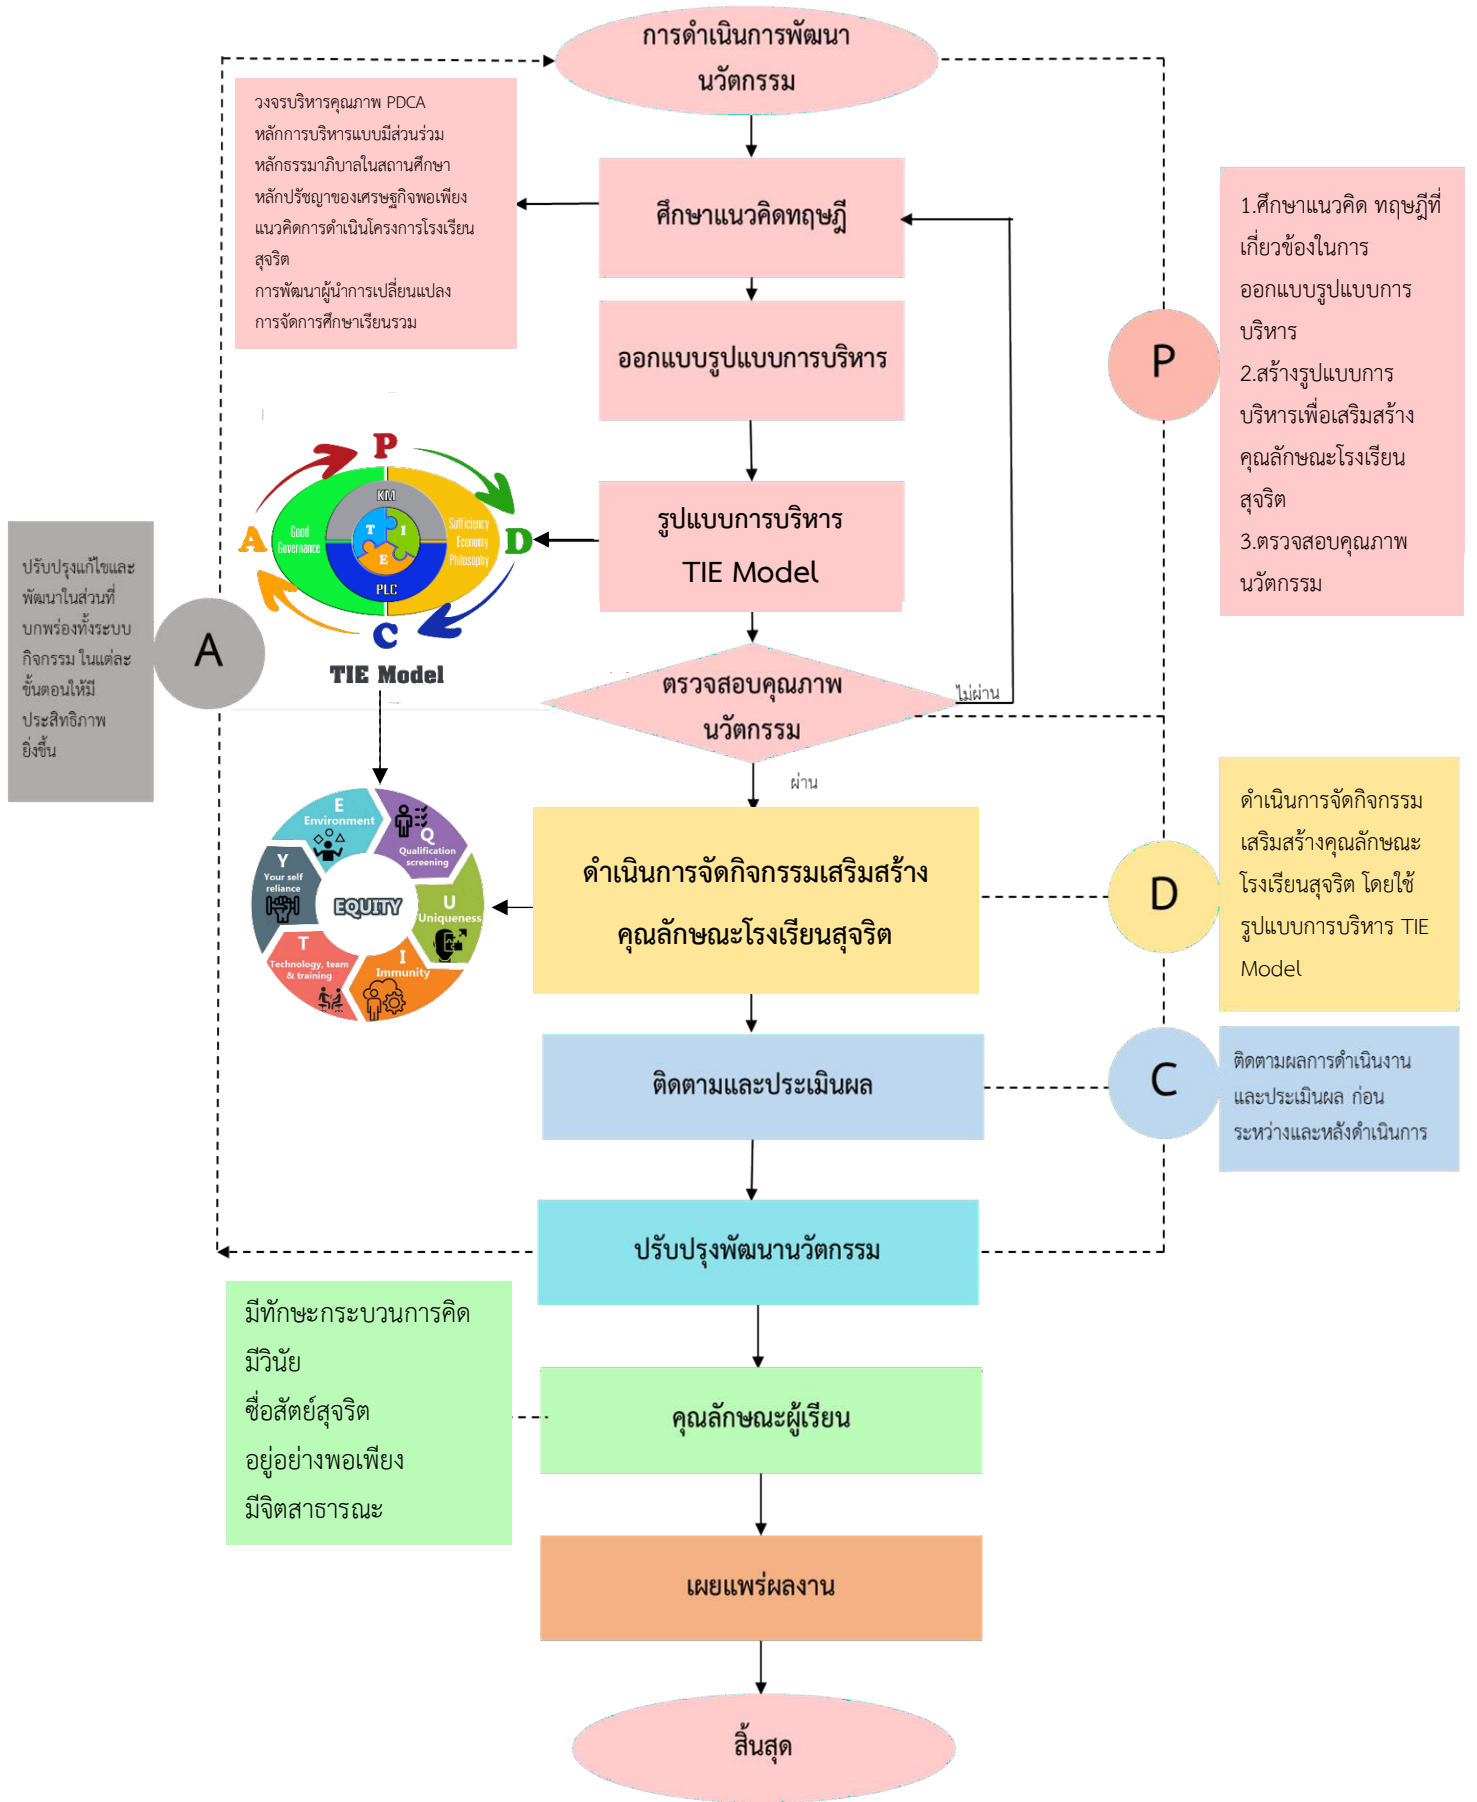 การดำเนินการพัฒนา
นวัตกรรม
วงจรบริหารคุณภาพ PDCA
หลักการบริหารแบบมีส่วนร่วม
หลักธรรมาภิบาลในสถานศึกษา
หลักปรัชญาของเศรษฐกิจพอเพียง
แนวคิดการดำเนินโครงการโรงเรียน
สุจริต
การพัฒนาผู้นำการเปลี่ยนแปลง
การจัดการศึกษาเรียนรวม
ศึกษาแนวคิดทฤษฎี
ออกแบบรูปแบบการบริหาร
รูปแบบการบริหาร
TIE Model
P
1.ศึกษาแนวคิด ทฤษฎีที่
เกี่ยวข้องในการ
ออกแบบรูปแบบการ
บริหาร
2.สร้างรูปแบบการ
บริหารเพื่อเสริมสร้าง
คุณลักษณะโรงเรียน
สุจริต
3.ตรวจสอบคุณภาพ
นวัตกรรม
P
A
D
C
Good
Governance
KM
T
I
E
PLC
Sufficiency
Economy
Philosophy
TIE Model
ปรับปรุงแก้ไขและ
พัฒนาในส่วนที่
บกพร่องทั้งระบบ
กิจกรรม ในแต่ละ
ขั้นตอนให้มี
ประสิทธิภาพ
ยิ่งขึ้น
A
ตรวจสอบคุณภาพ
นวัตกรรม
ไม่ผ่าน
ผ่าน
E
Environment
Q
Qualification
screening
Y
Your self
reliance
EQUITY
U
Uniqueness
T
Technology, team
& training
I
Immunity
ดำเนินการจัดกิจกรรมเสริมสร้าง
คุณลักษณะโรงเรียนสุจริต
D
ดำเนินการจัดกิจกรรม
เสริมสร้างคุณลักษณะ
โรงเรียนสุจริต โดยใช้
รูปแบบการบริหาร TIE
Model
ติดตามและประเมินผล
C
ติดตามผลการดำเนินงาน
และประเมินผล ก่อน
ระหว่างและหลังดำเนินการ
ปรับปรุงพัฒนานวัตกรรม
มีทักษะกระบวนการคิด
มีวินัย
ซื่อสัตย์สุจริต
อยู่อย่างพอเพียง
มีจิตสาธารณะ
คุณลักษณะผู้เรียน
เผยแพร่ผลงาน
สิ้นสุด